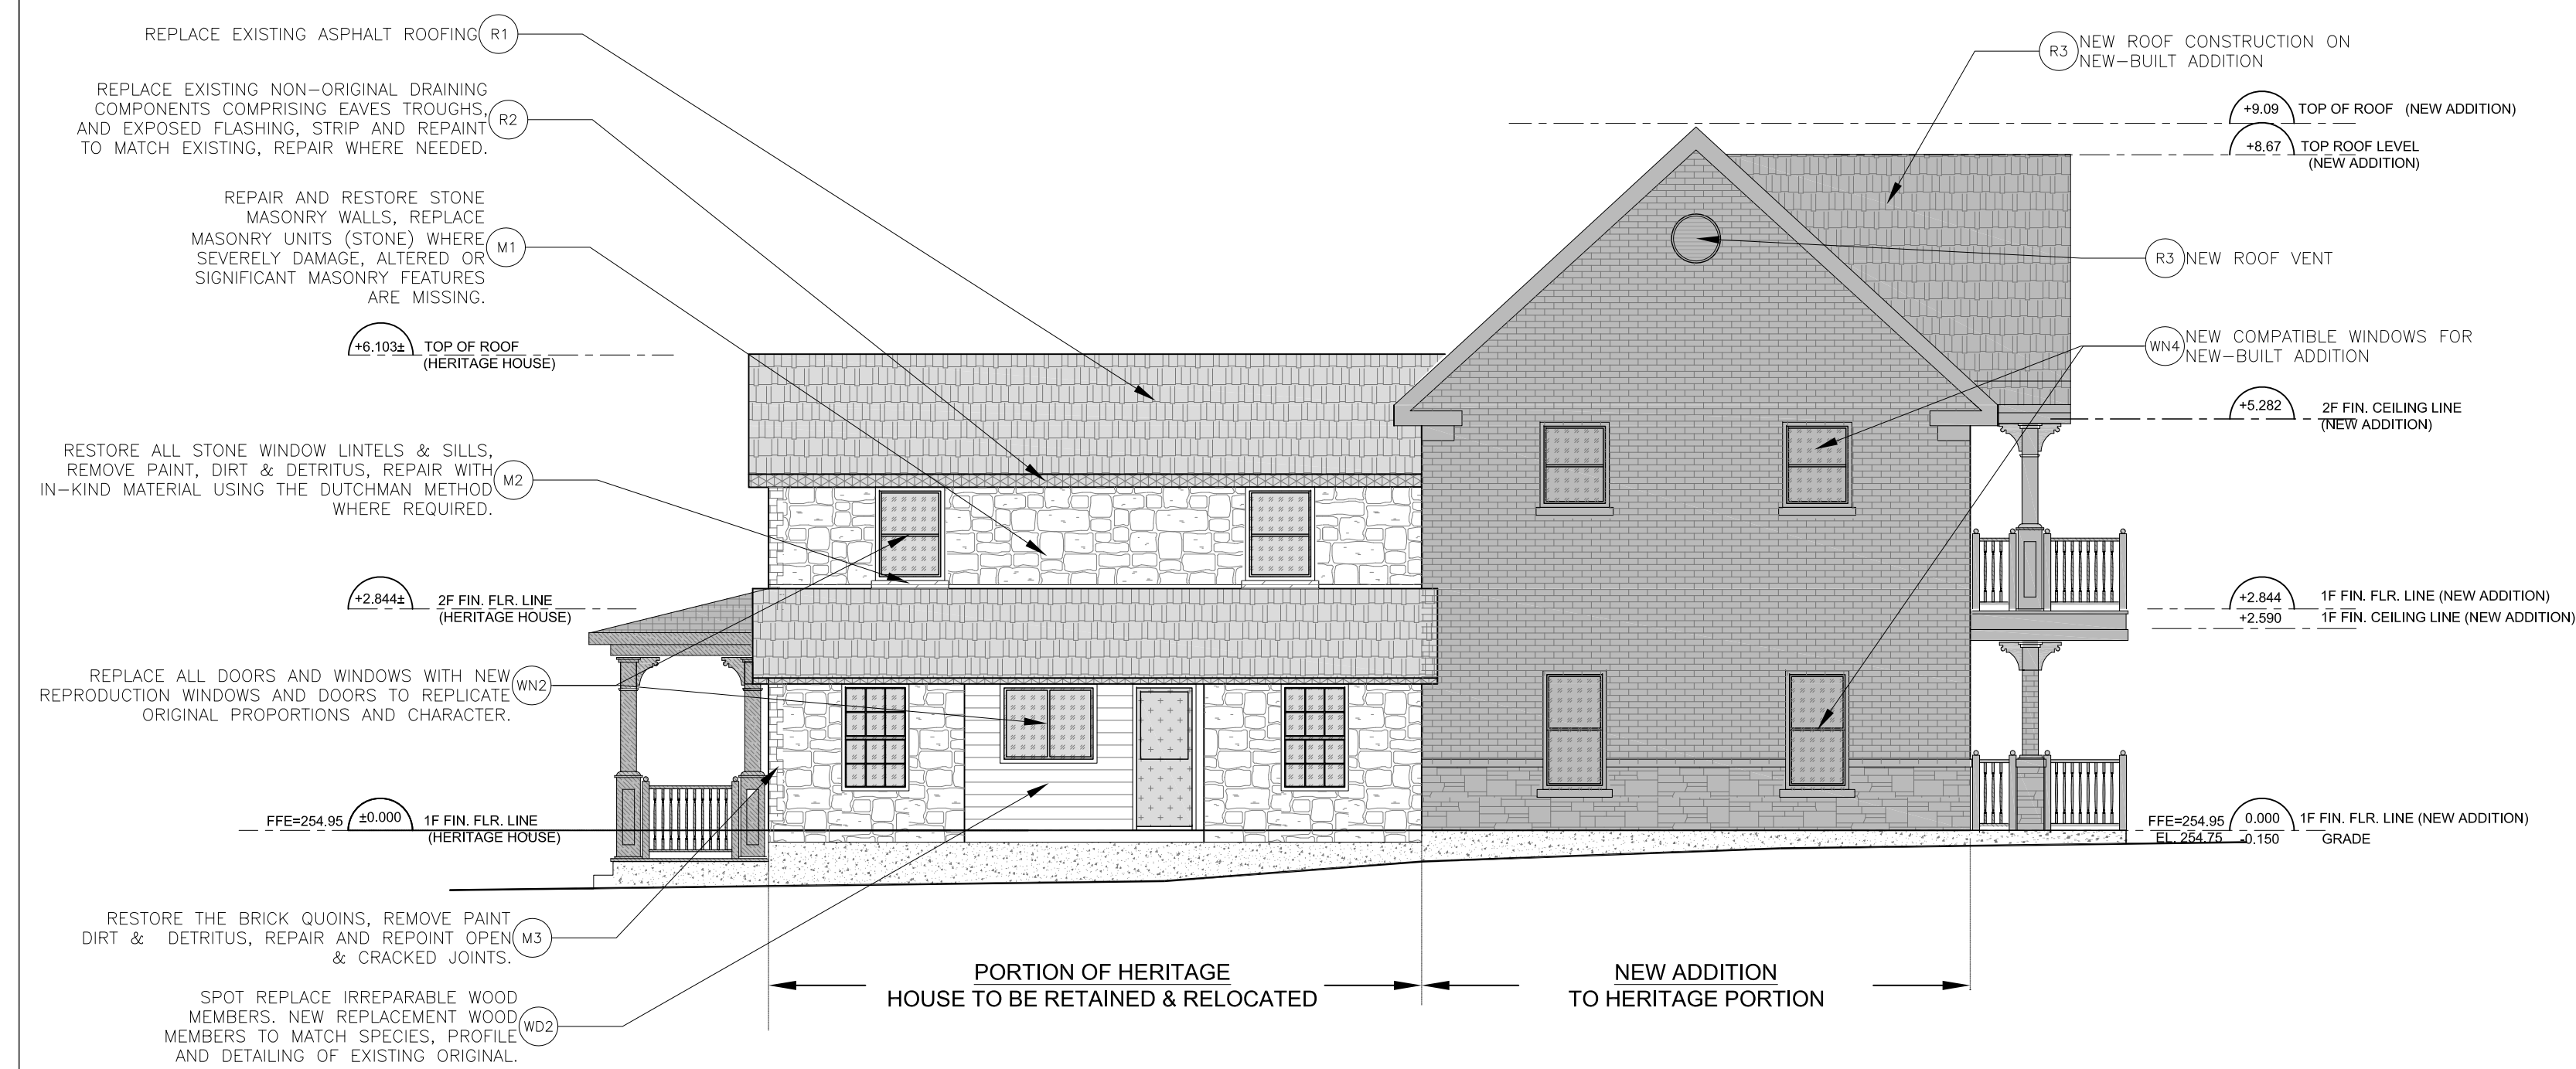 REPLACE EXISTING ASPHALT ROOFING R1
REPLACE EXISTING NON-ORIGINAL DRAINING
COMPONENTS COMPRISING EAVES TROUGHS,
AND EXPOSED FLASHING, STRIP AND REPAINT
TO MATCH EXISTING, REPAIR WHERE NEEDED.
R2
REPAIR AND RESTORE STONE
MASONRY WALLS, REPLACE
MASONRY UNITS (STONE) WHERE
SEVERELY DAMAGE, ALTERED OR
SIGNIFICANT MASONRY FEATURES
ARE MISSING.
M1
+6.103± TOP OF ROOF
(HERITAGE HOUSE)
RESTORE ALL STONE WINDOW LINTELS & SILLS,
REMOVE PAINT, DIRT & DETRITUS, REPAIR WITH
IN-KIND MATERIAL USING THE DUTCHMAN METHOD
WHERE REQUIRED.
M2
+2.844± 2F FIN. FLR. LINE
(HERITAGE HOUSE)
REPLACE ALL DOORS AND WINDOWS WITH NEW
REPRODUCTION WINDOWS AND DOORS TO REPLICATE
ORIGINAL PROPORTIONS AND CHARACTER.
WN2
FFE=254.95 ±0.000 1F FIN. FLR. LINE
(HERITAGE HOUSE)
RESTORE THE BRICK QUOINS, REMOVE PAINT
DIRT & DETRITUS, REPAIR AND REPOINT OPEN
& CRACKED JOINTS.
M3
SPOT REPLACE IRREPARABLE WOOD
MEMBERS. NEW REPLACEMENT WOOD
MEMBERS TO MATCH SPECIES, PROFILE
AND DETAILING OF EXISTING ORIGINAL.
WD2
PORTION OF HERITAGE
HOUSE TO BE RETAINED & RELOCATED
NEW ADDITION
TO HERITAGE PORTION
R3 NEW ROOF CONSTRUCTION ON
NEW-BUILT ADDITION
+9.09 TOP OF ROOF (NEW ADDITION)
+8.67 TOP ROOF LEVEL
(NEW ADDITION)
R3 NEW ROOF VENT
WN4 NEW COMPATIBLE WINDOWS FOR
NEW-BUILT ADDITION
+5.282 2F FIN. CEILING LINE
(NEW ADDITION)
+2.844 1F FIN. FLR. LINE (NEW ADDITION)
+2.590 1F FIN. CEILING LINE (NEW ADDITION)
FFE=254.95 0.000 1F FIN. FLR. LINE (NEW ADDITION)
EL. 254.75 -0.150 GRADE